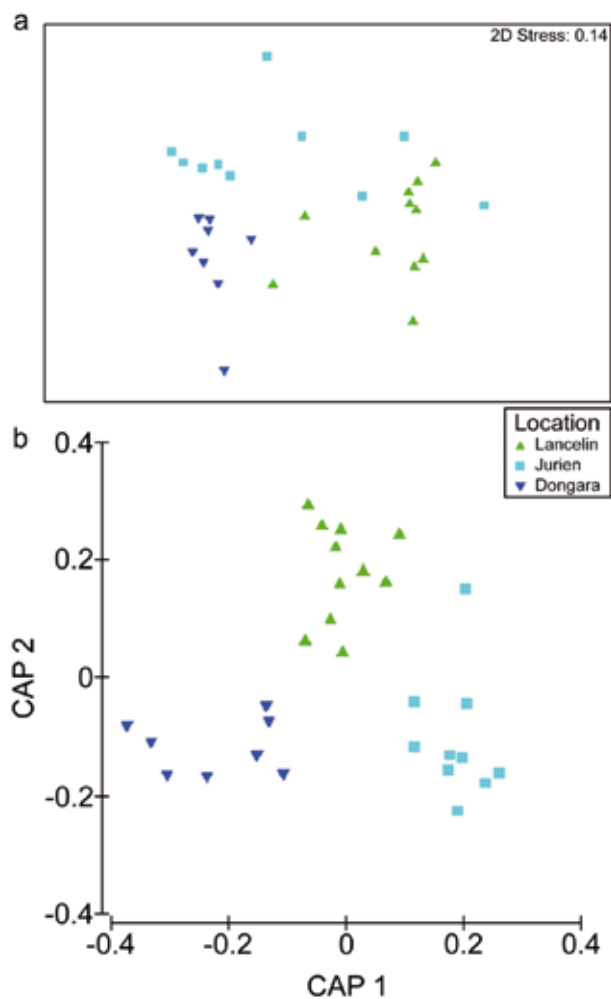 a
2D Stress: 0.14
b
Location
Lancelin
Jurien
Dongara
0.4
0.2
0
-0.2
-0.4
CAP 2
-0.4
-0.2
0
0.2
0.4
CAP 1